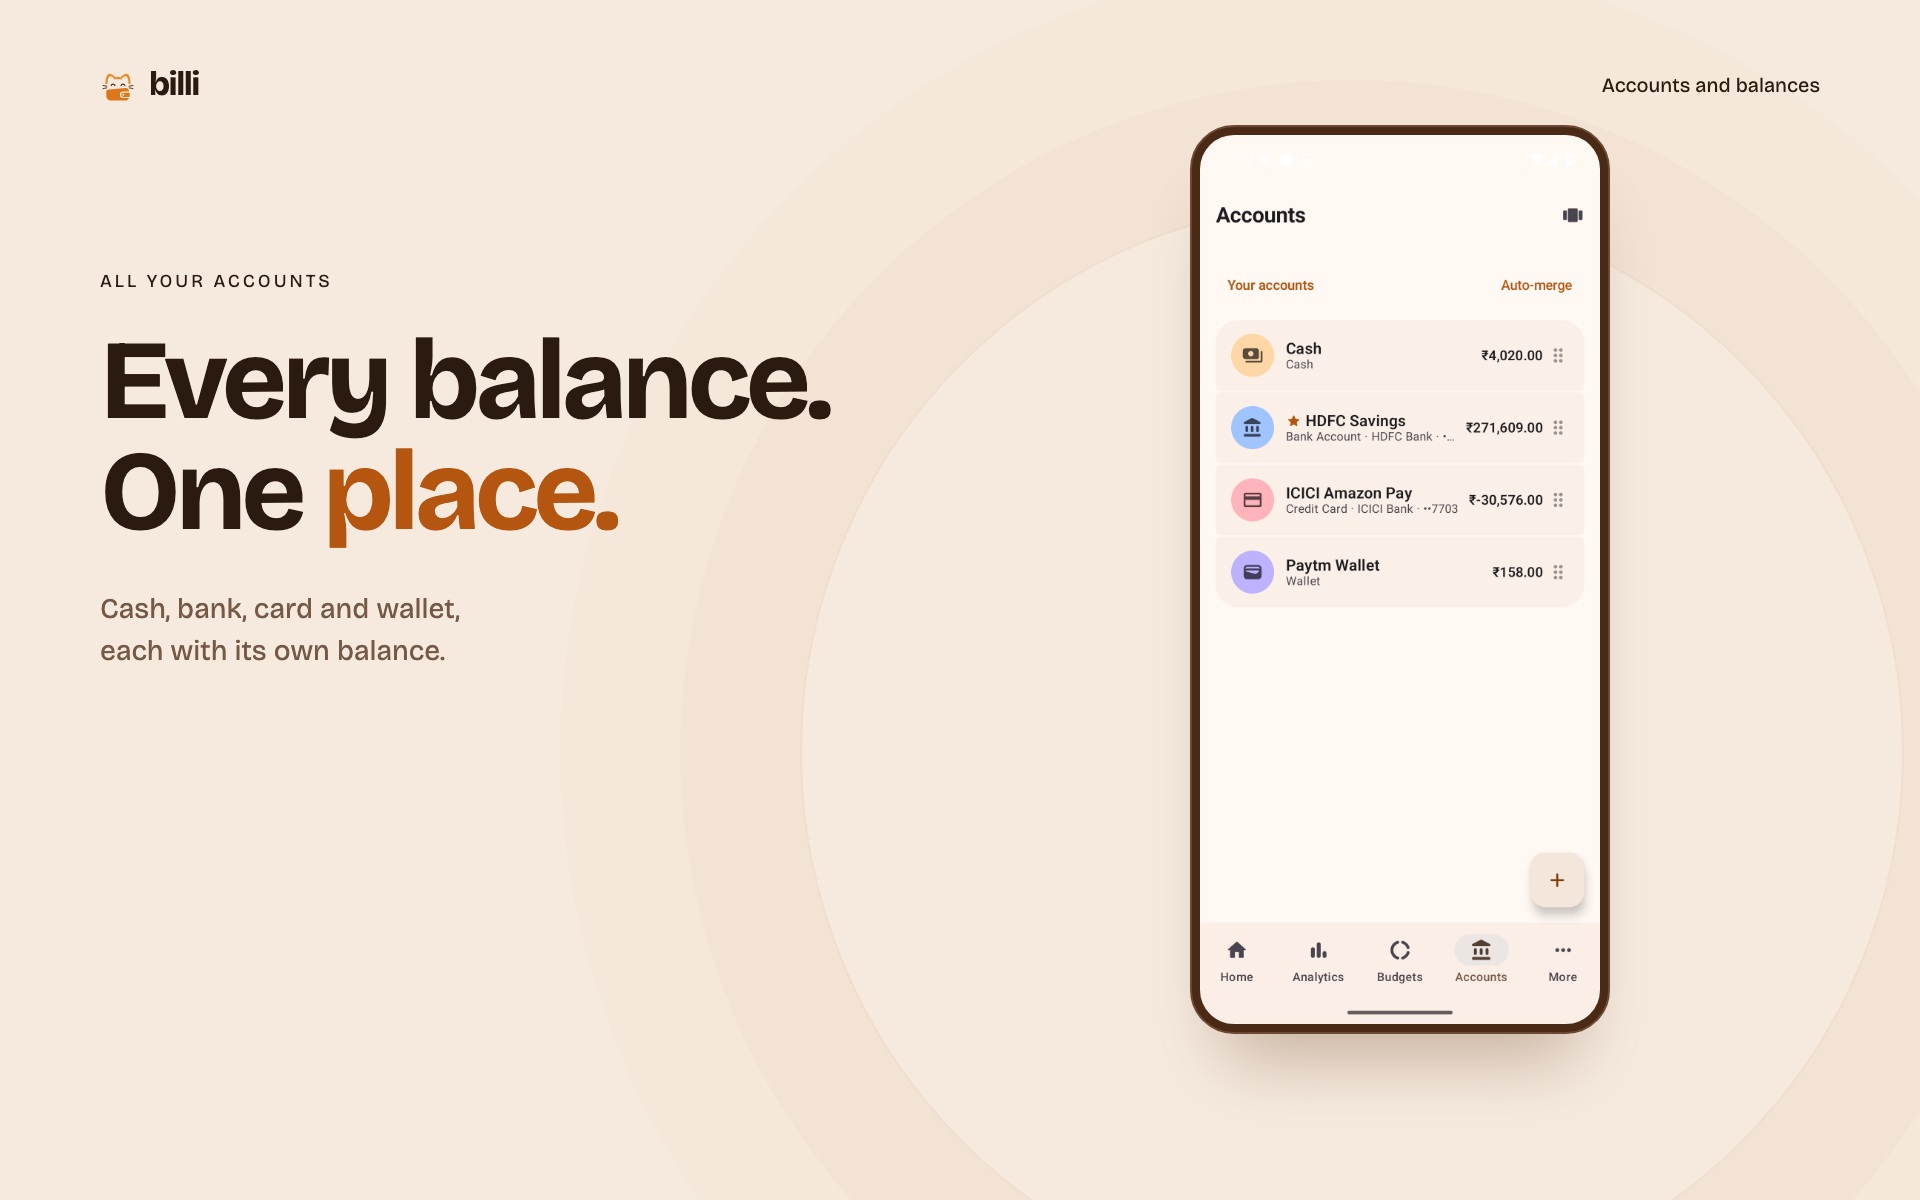 billi
Accounts and balances
ALL YOUR ACCOUNTS
Every balance.
One place.
Cash, bank, card and wallet,
each with its own balance.
Accounts
Your accounts
Auto-merge
Cash
Cash
₹4,020.00
HDFC Savings
Bank Account · HDFC Bank · •...
₹271,609.00
ICICI Amazon Pay
Credit Card · ICICI Bank · ••7703
₹-30,576.00
Paytm Wallet
Wallet
₹158.00
+
Home
Analytics
Budgets
Accounts
More